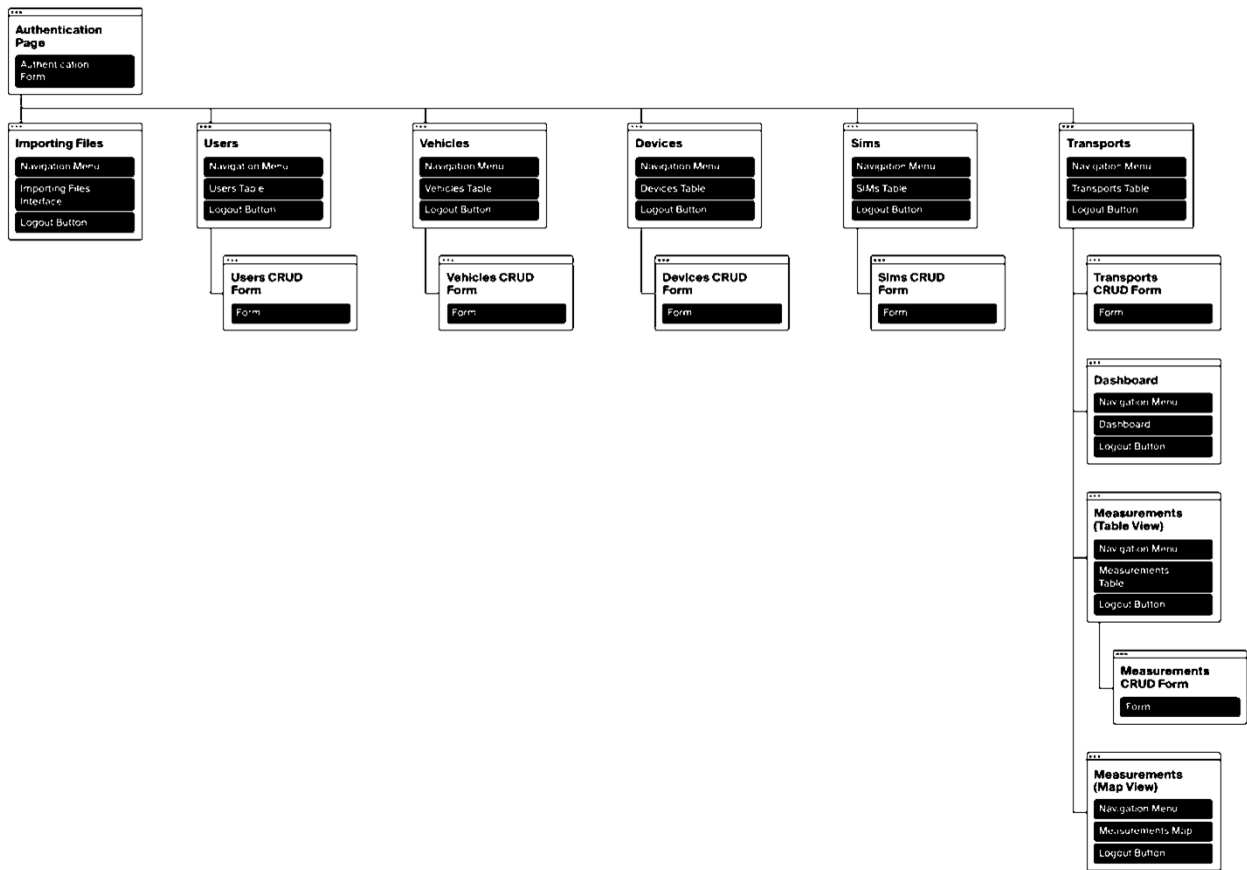 Authentication
Page
Authentication
Form
Importing Files
Navigation Menu
Importing Files
Interface
Logout Button
Users
Navigation Menu
Users Table
Logout Button
Vehicles
Navigation Menu
Vehicles Table
Logout Button
Devices
Navigation Menu
Devices Table
Logout Button
Sims
Navigation Menu
SIMs Table
Logout Button
Transports
Navigation Menu
Transports Table
Logout Button
Users CRUD
Form
Form
Vehicles CRUD
Form
Form
Devices CRUD
Form
Form
Sims CRUD
Form
Form
Transports
CRUD Form
Form
Dashboard
Navigation Menu
Dashboard
Logout Button
Measurements
(Table View)
Navigation Menu
Measurements
Table
Logout Button
Measurements
CRUD Form
Form
Measurements
(Map View)
Navigation Menu
Measurements Map
Logout Button